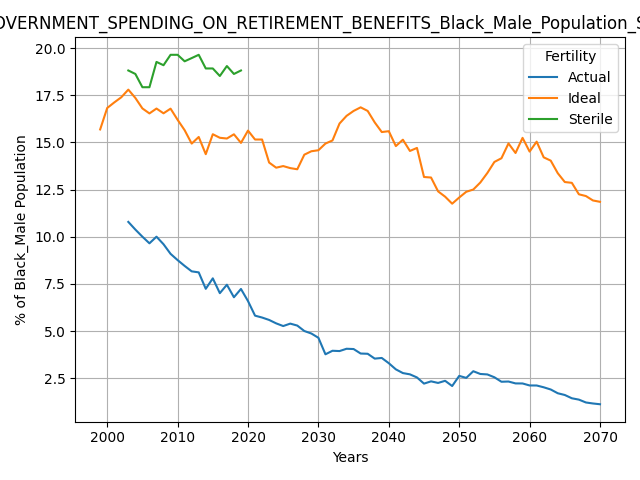 OVERNMENT_SPENDING_ON_RETIREMENT_BENEFITS_Black_Male_Population_S
Fertility
Actual
Ideal
Sterile
% of Black_Male Population
20.0
17.5
15.0
12.5
10.0
7.5
5.0
2.5
2000 2010 2020 2030 2040 2050 2060 2070
Years